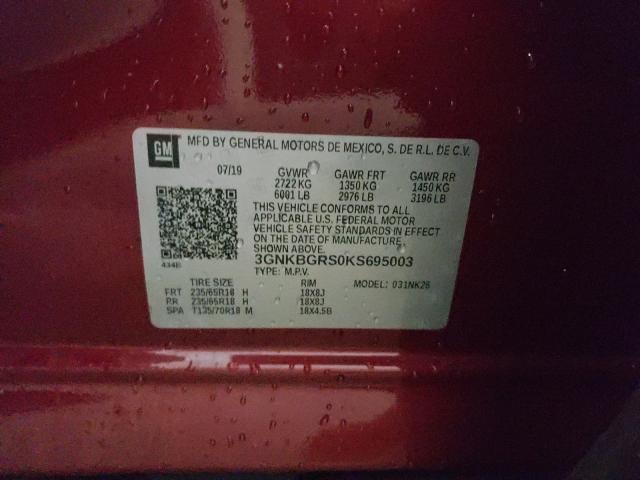 GM MFD BY GENERAL MOTORS DE MEXICO, S. DE R.L. DE C.V.
07/19 GVWR GAWR FRT GAWR RR
2722 KG 1350 KG 1450 KG
6001 LB 2976 LB 3196 LB
THIS VEHICLE CONFORMS TO ALL
APPLICABLE U.S. FEDERAL MOTOR
VEHICLE SAFETY STANDARDS IN EFFECT
ON THE DATE OF MANUFACTURE
SHOWN ABOVE.
434E 3GNKBGRS0KS695003
TYPE: M.P.V.
TIRE SIZE RIM MODEL: 031NK26
FRT 235/65R18 H 18X8J
RR 235/65R18 H 18X8J
SPA T135/70R18 M 18X4.5B